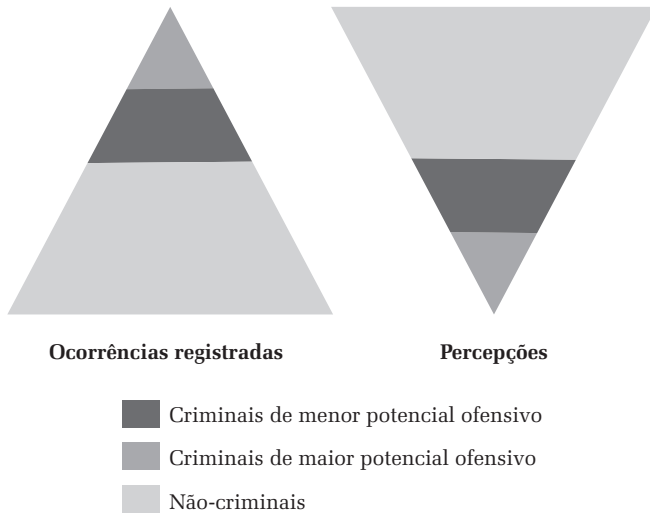 Ocorrências registradas
Percepções
Criminais de menor potencial ofensivo
Criminais de maior potencial ofensivo
Não-criminais